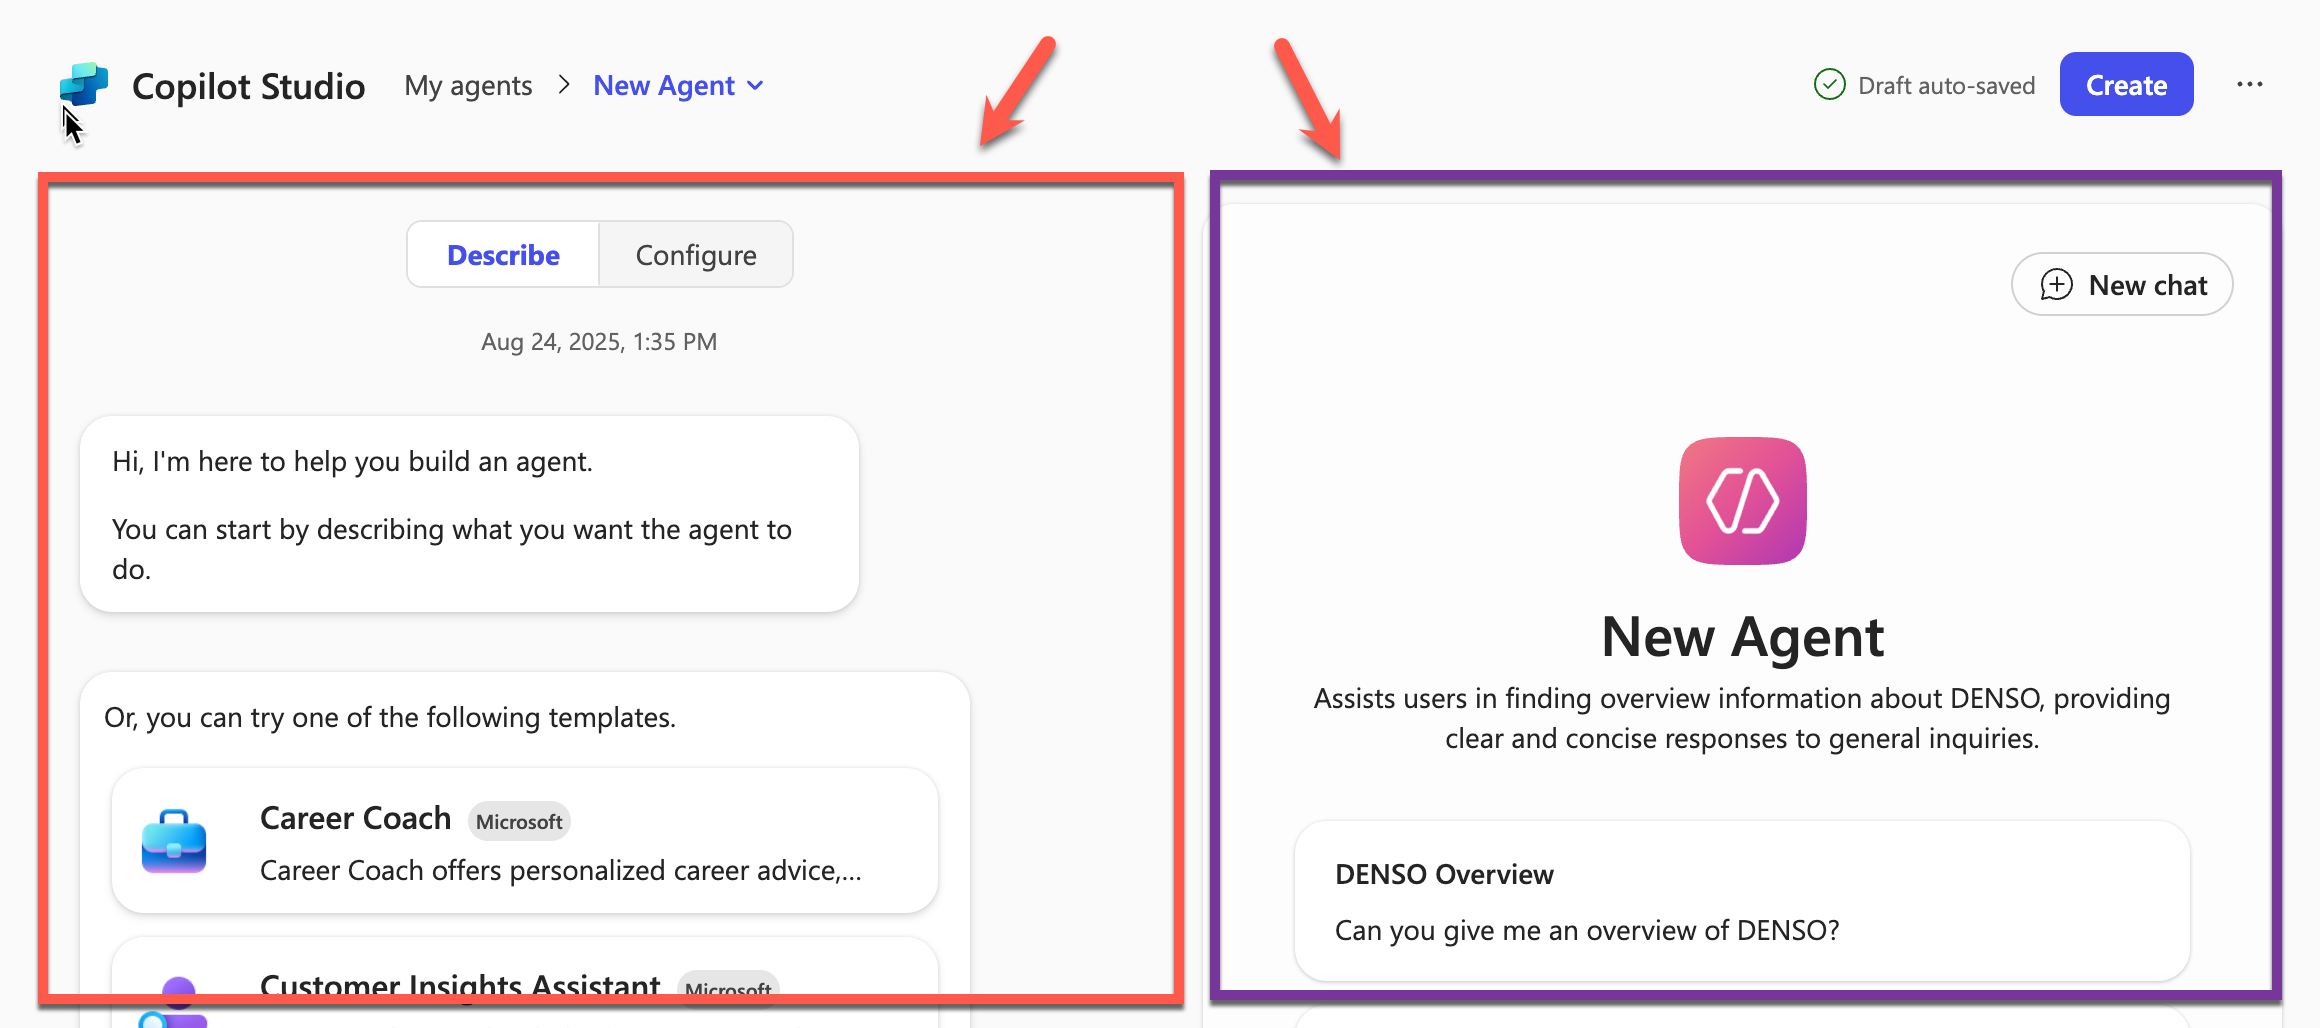 Copilot Studio My agents > New Agent
Draft auto-saved Create ...
Describe Configure
Aug 24, 2025, 1:35 PM
Hi, I'm here to help you build an agent.
You can start by describing what you want the agent to
do.
Or, you can try one of the following templates.
Career Coach Microsoft
Career Coach offers personalized career advice,...
Customer Insights Assistant Microsoft
New chat
New Agent
Assists users in finding overview information about DENSO, providing
clear and concise responses to general inquiries.
DENSO Overview
Can you give me an overview of DENSO?